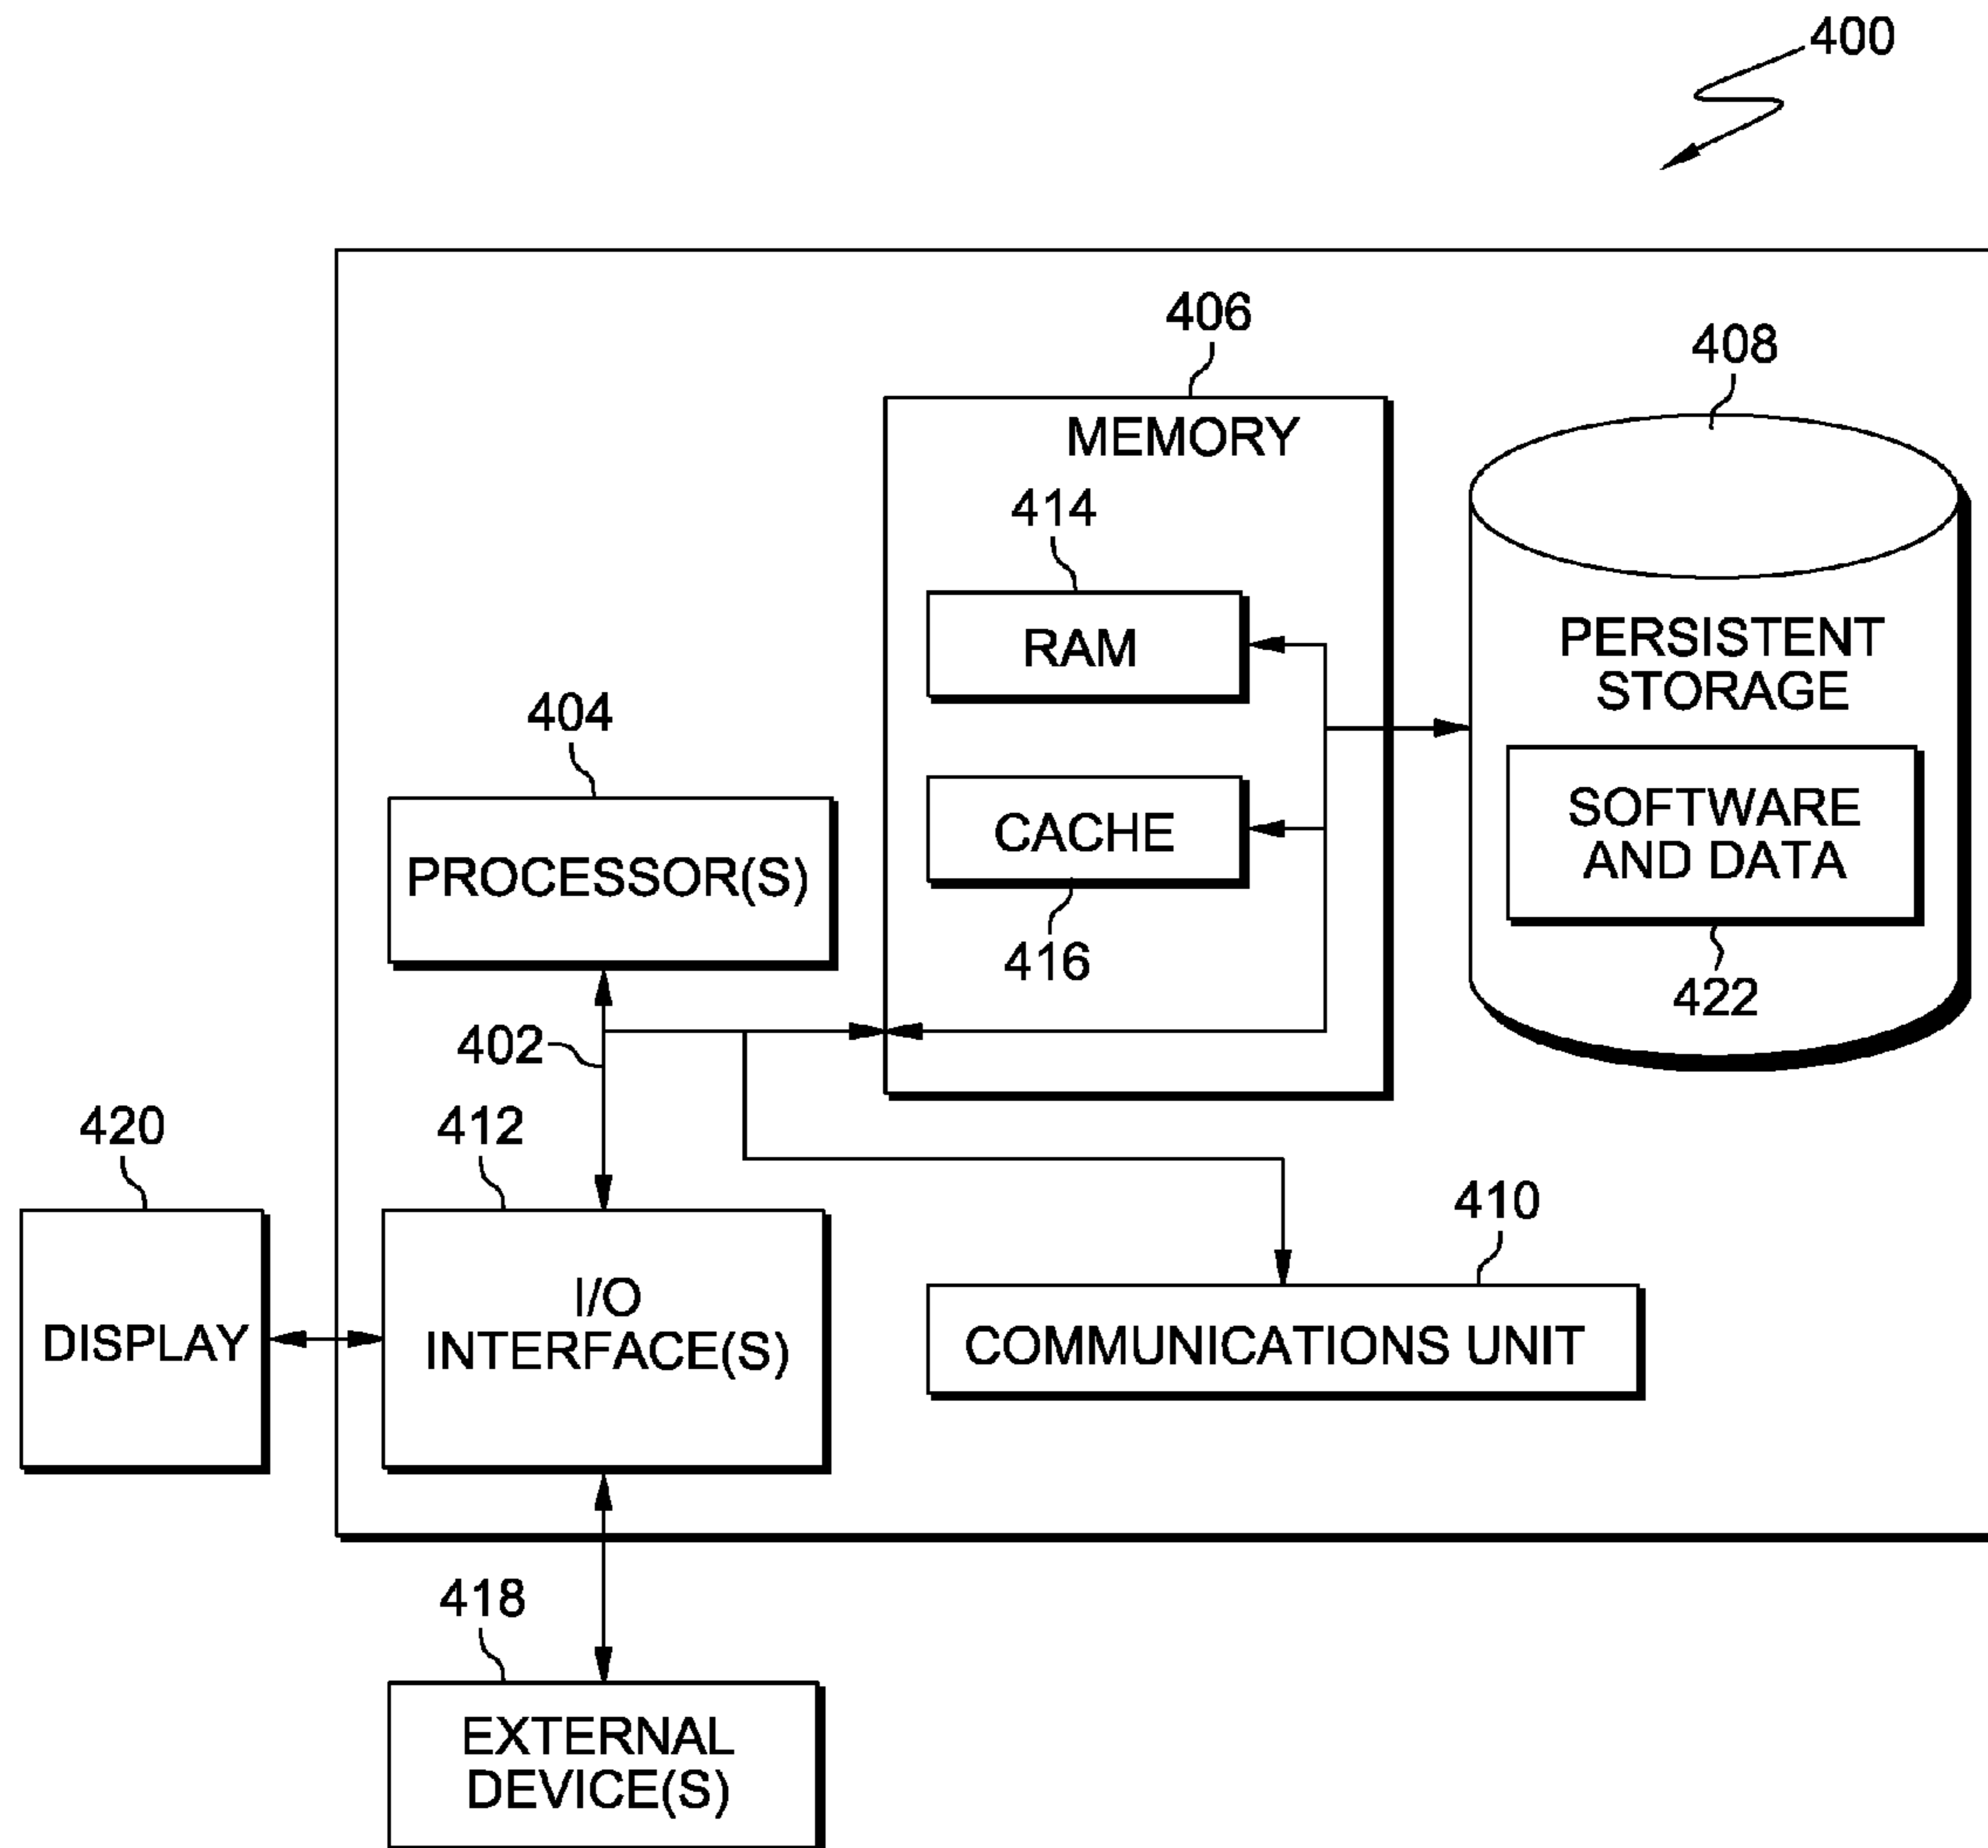 400
406
408
MEMORY
414
RAM
PERSISTENT
STORAGE
404
CACHE
SOFTWARE
AND DATA
PROCESSOR(S)
416
422
402
420
412
410
DISPLAY
I/O
INTERFACE(S)
COMMUNICATIONS UNIT
418
EXTERNAL
DEVICE(S)